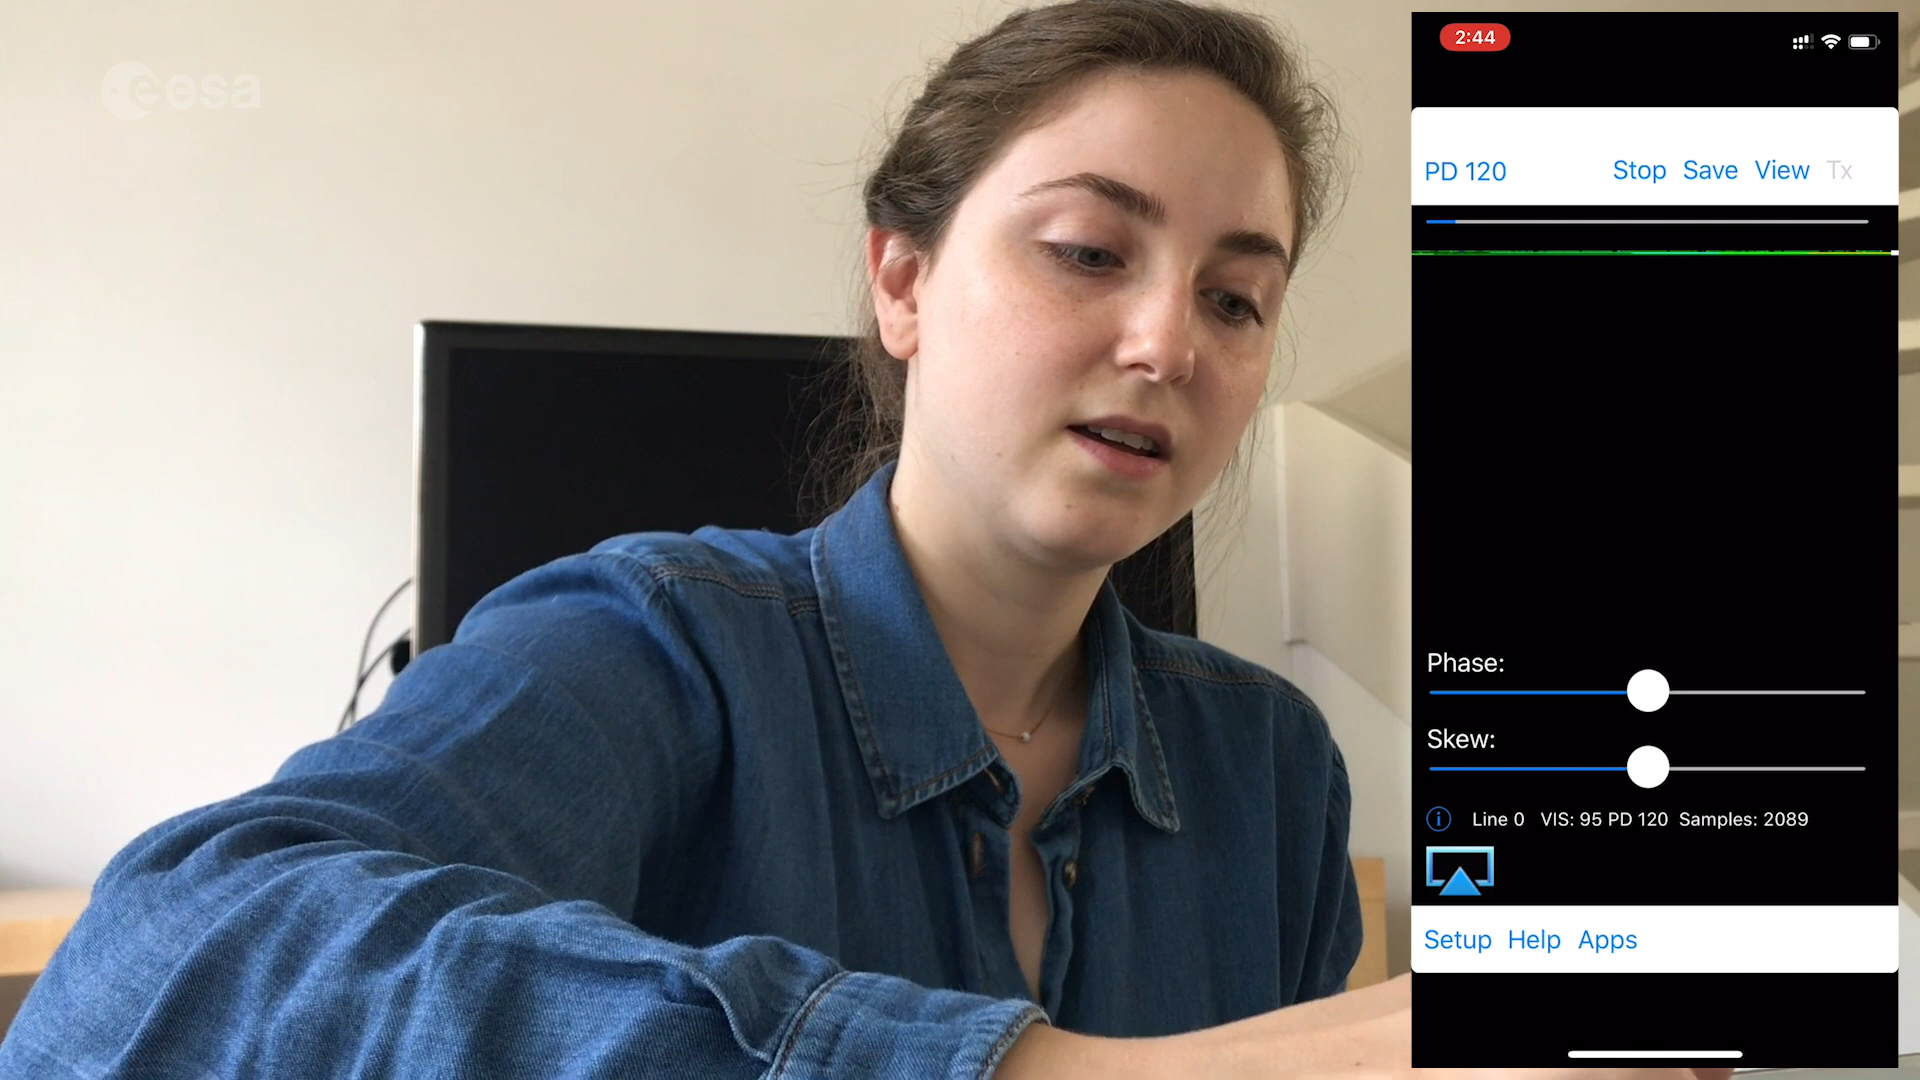 esa
2:44
PD 120 Stop Save View Tx
Phase:
Skew:
Line 0 VIS: 95 PD 120 Samples: 2089
Setup Help Apps